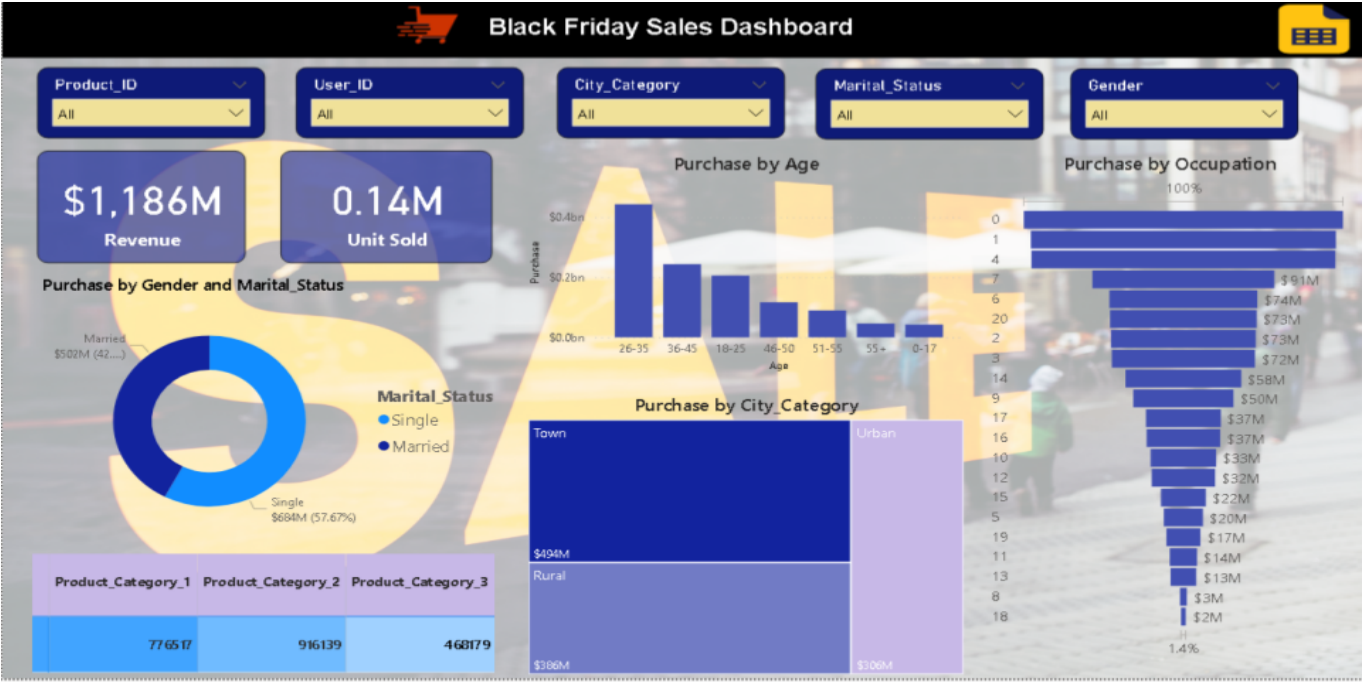 Black Friday Sales Dashboard
Product_ID
All
User_ID
All
City_Category
All
Marital_Status
All
Gender
All
$1,186M
Revenue
0.14M
Unit Sold
Purchase by Gender and Marital_Status
Married
$502M (42....)
Single
$684M (57.67%)
Marital_Status
Single
Married
Product_Category_1 Product_Category_2 Product_Category_3
776517 916139 468179
Purchase by Age
Purchase
$0.4bn
$0.2bn
$0.0bn
26-35 36-45 18-25 46-50 51-55 55+ 0-17
Age
Purchase by City_Category
Town
$494M
Rural
$386M
Urban
$306M
Purchase by Occupation
100%
0
1
4
7 $91M
6 $74M
20 $73M
2 $73M
3 $72M
14 $58M
9 $50M
17 $37M
16 $37M
10 $33M
12 $32M
15 $22M
5 $20M
19 $17M
11 $14M
13 $13M
8 $3M
18 $2M
1.4%
SALE